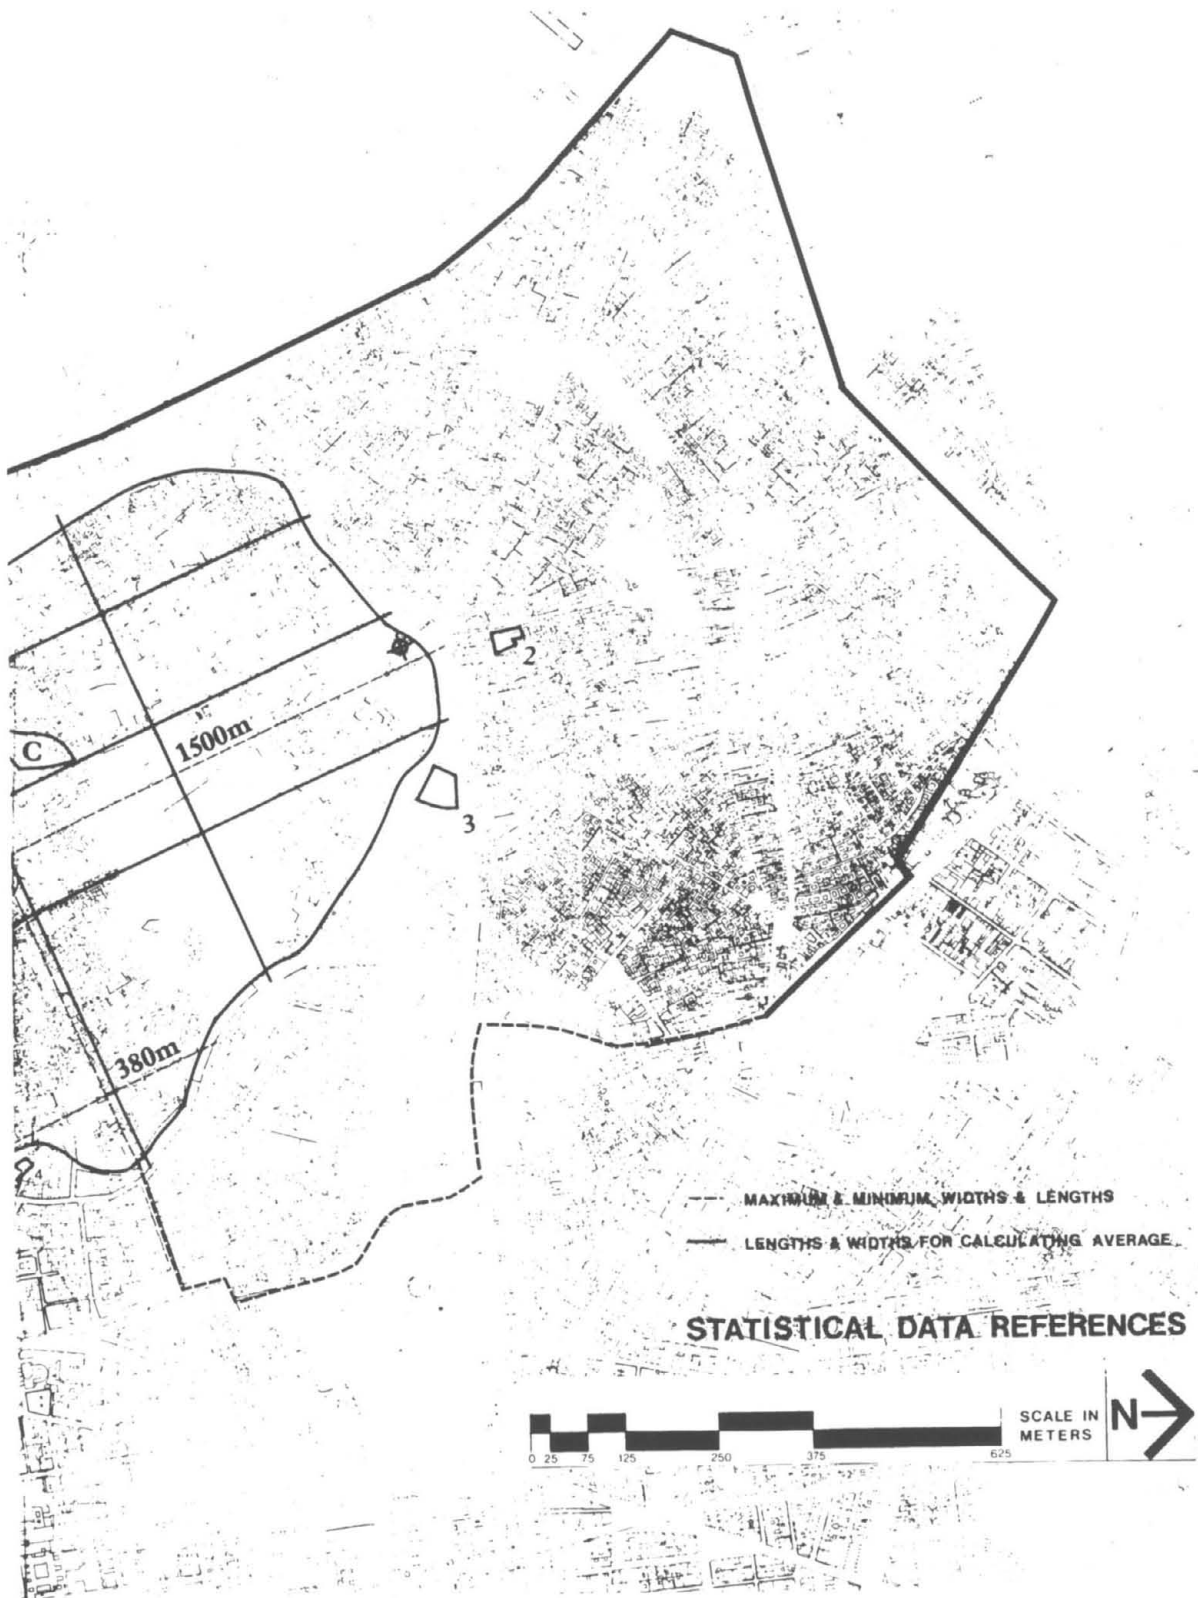 2
C
1500m
3
380m
4
MAXIMUM & MINIMUM WIDTHS & LENGTHS
LENGTHS & WIDTHS FOR CALCULATING AVERAGE
STATISTICAL DATA REFERENCES
SCALE IN METERS
N
0 25 75 125 250 375 625